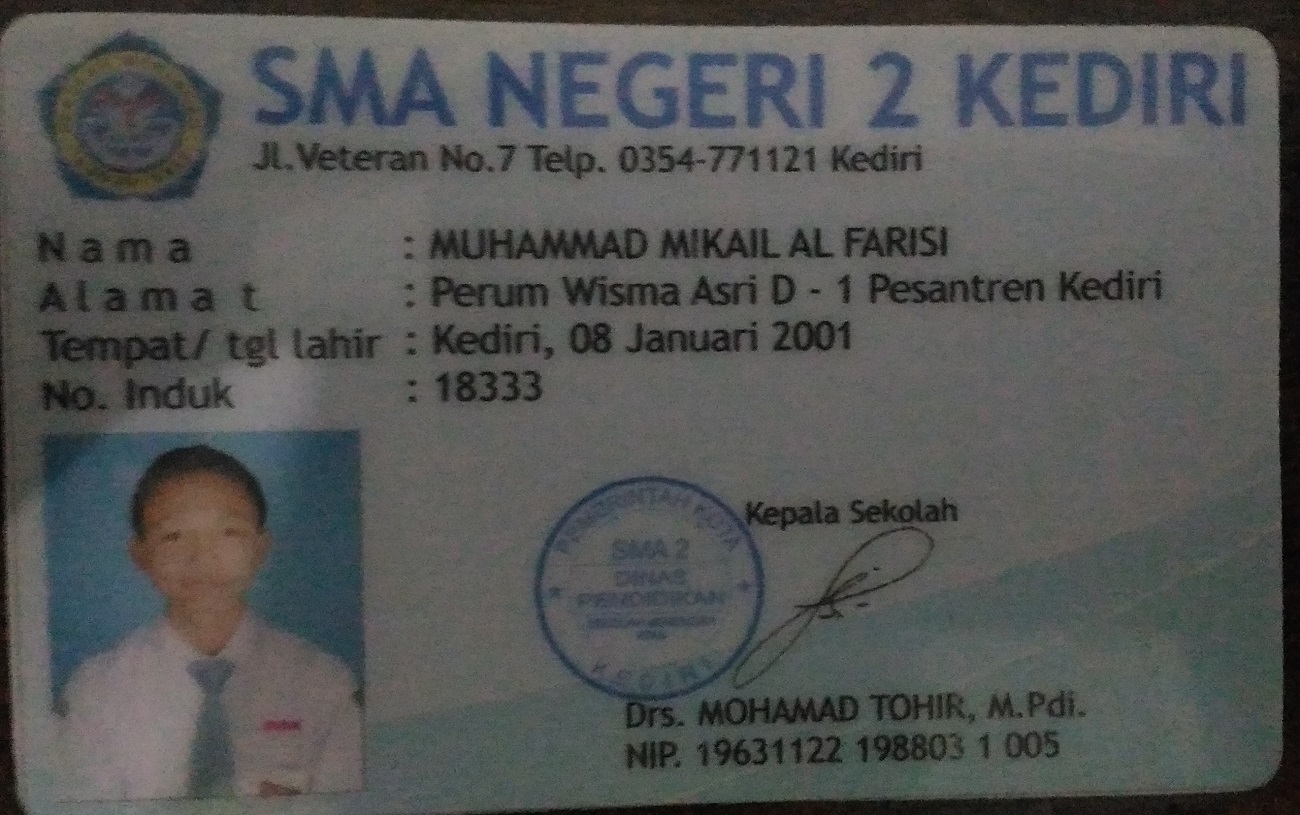 SMA NEGERI 2 KEDIRI
Jl.Veteran No.7 Telp. 0354-771121 Kediri
Nama : MUHAMMAD MIKAIL AL FARISI
Alamat : Perum Wisma Asri D - 1 Pesantren Kediri
Tempat/ tgl lahir : Kediri, 08 Januari 2001
No. Induk : 18333
Kepala Sekolah
PEMERINTAH KOTA
SMA 2
DINAS
PENDIDIKAN
KEDIRI
Drs. MOHAMAD TOHIR, M.Pdi.
NIP. 19631122 198803 1 005